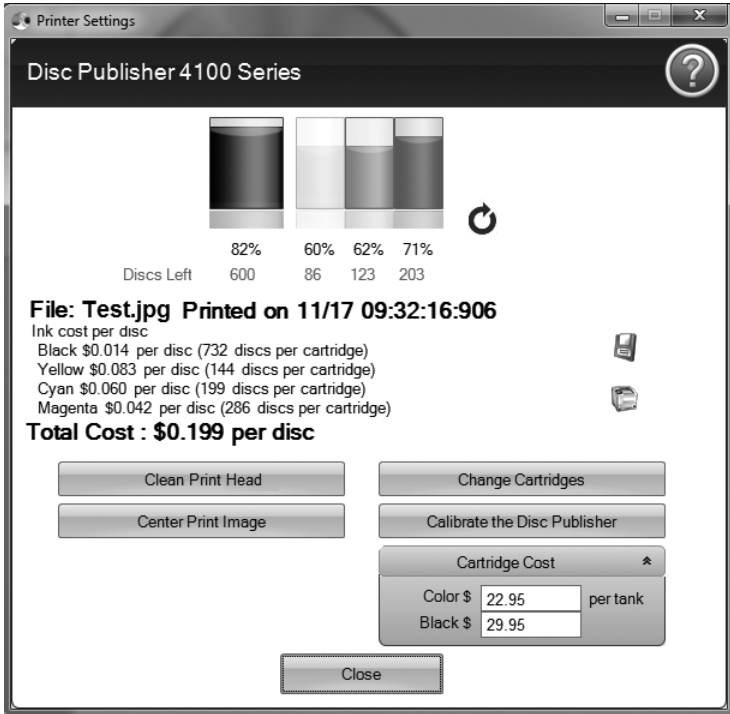 Printer Settings
Disc Publisher 4100 Series
?
82% 60% 62% 71%
Discs Left 600 86 123 203
File: Test.jpg Printed on 11/17 09:32:16:906
Ink cost per disc
Black $0.014 per disc (732 discs per cartridge)
Yellow $0.083 per disc (144 discs per cartridge)
Cyan $0.060 per disc (199 discs per cartridge)
Magenta $0.042 per disc (286 discs per cartridge)
Total Cost : $0.199 per disc
Clean Print Head Change Cartridges
Center Print Image Calibrate the Disc Publisher
Cartridge Cost
Color $ 22.95 per tank
Black $ 29.95
Close